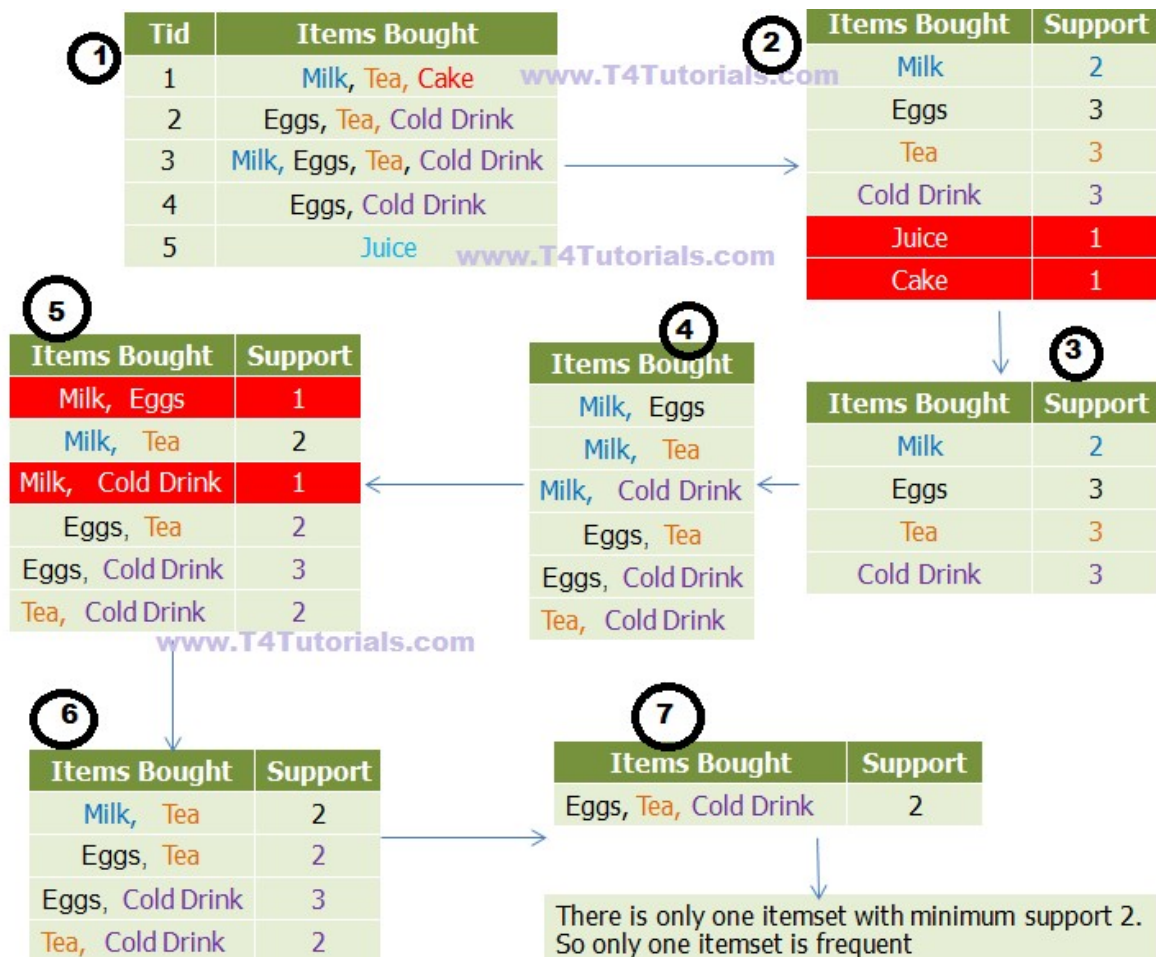 1
Tid Items Bought
1 Milk, Tea, Cake
2 Eggs, Tea, Cold Drink
3 Milk, Eggs, Tea, Cold Drink
4 Eggs, Cold Drink
5 Juice
www.T4Tutorials.com
www.T4Tutorials.com
2
Items Bought Support
Milk 2
Eggs 3
Tea 3
Cold Drink 3
Juice 1
Cake 1
3
Items Bought Support
Milk 2
Eggs 3
Tea 3
Cold Drink 3
4
Items Bought
Milk, Eggs
Milk, Tea
Milk, Cold Drink
Eggs, Tea
Eggs, Cold Drink
Tea, Cold Drink
5
Items Bought Support
Milk, Eggs 1
Milk, Tea 2
Milk, Cold Drink 1
Eggs, Tea 2
Eggs, Cold Drink 3
Tea, Cold Drink 2
www.T4Tutorials.com
6
Items Bought Support
Milk, Tea 2
Eggs, Tea 2
Eggs, Cold Drink 3
Tea, Cold Drink 2
7
Items Bought Support
Eggs, Tea, Cold Drink 2
There is only one itemset with minimum support 2.
So only one itemset is frequent